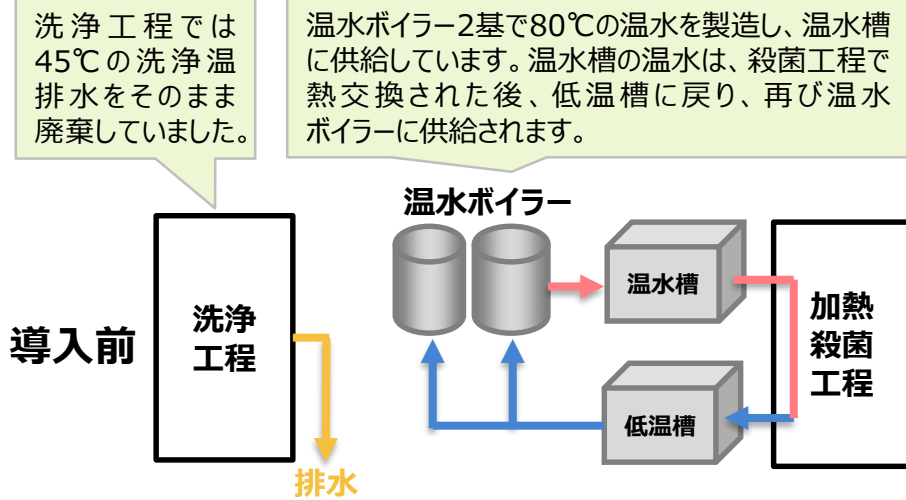 洗浄工程では
45℃の洗浄温
排水をそのまま
廃棄していました。
温水ボイラー2基で80℃の温水を製造し、温水槽
に供給しています。温水槽の温水は、殺菌工程で
熱交換された後、低温槽に戻り、再び温水
ボイラーに供給されます。
温水ボイラー
導入前
洗浄
工程
排水
温水槽
低温槽
加熱
殺菌
工程